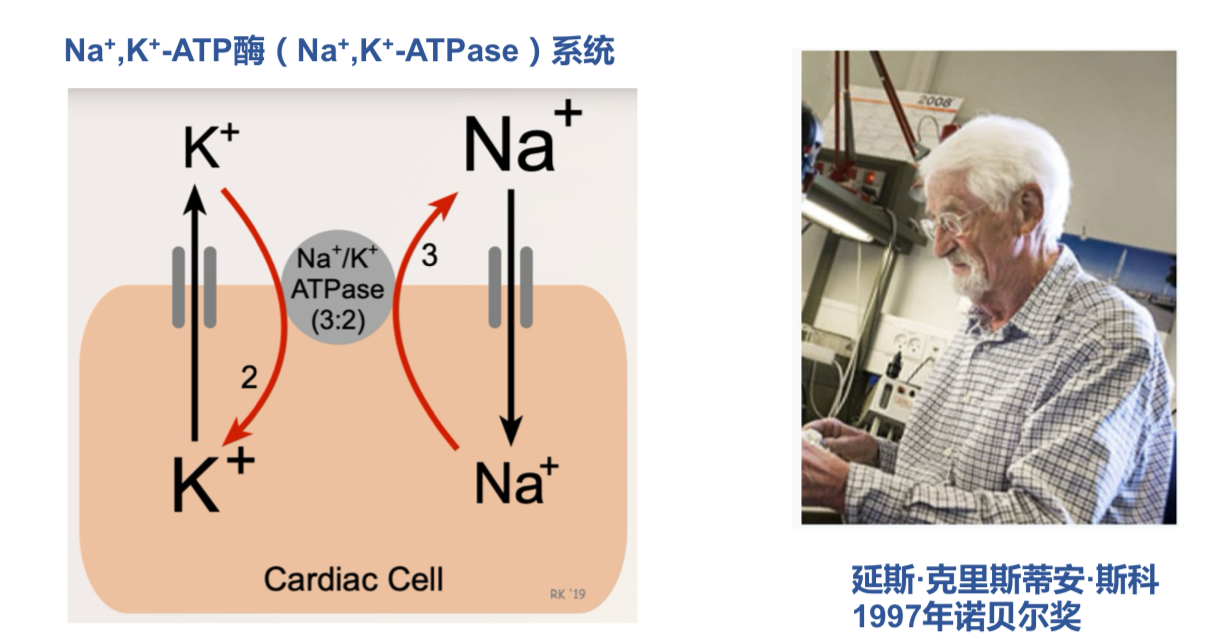 Na⁺,K⁺-ATP酶（Na⁺,K⁺-ATPase）系统
K⁺
Na⁺
Na⁺/K⁺
ATPase
(3:2)
3
2
K⁺
Na⁺
Cardiac Cell
RK '19
2008
延斯·克里斯蒂安·斯科
1997年诺贝尔奖